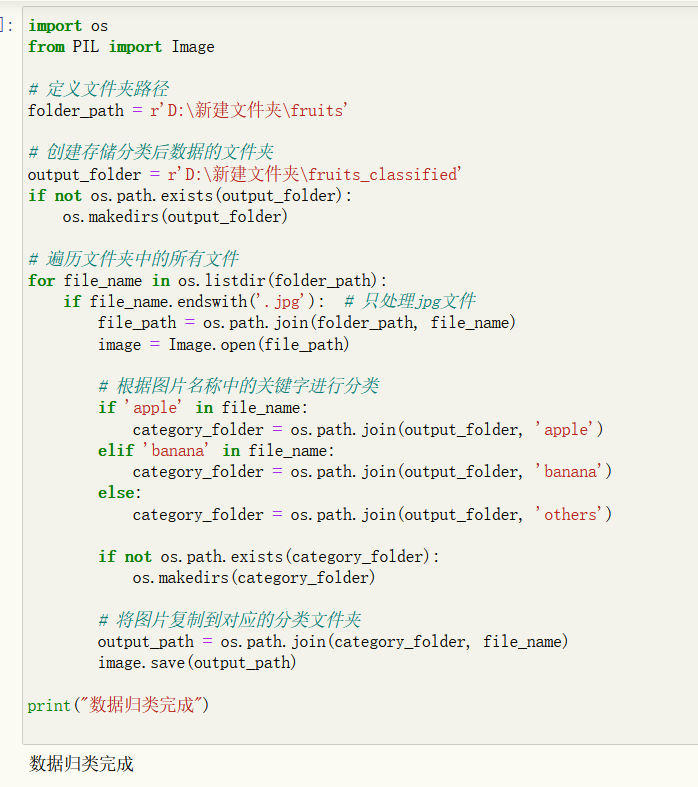 ]:
import os
from PIL import Image

# 定义文件夹路径
folder_path = r'D:\新建文件夹\fruits'

# 创建存储分类后数据的文件夹
output_folder = r'D:\新建文件夹\fruits_classified'
if not os.path.exists(output_folder):
    os.makedirs(output_folder)

# 遍历文件夹中的所有文件
for file_name in os.listdir(folder_path):
    if file_name.endswith('.jpg'):  # 只处理jpg文件
        file_path = os.path.join(folder_path, file_name)
        image = Image.open(file_path)

        # 根据图片名称中的关键字进行分类
        if 'apple' in file_name:
            category_folder = os.path.join(output_folder, 'apple')
        elif 'banana' in file_name:
            category_folder = os.path.join(output_folder, 'banana')
        else:
            category_folder = os.path.join(output_folder, 'others')

        if not os.path.exists(category_folder):
            os.makedirs(category_folder)

        # 将图片复制到对应的分类文件夹
        output_path = os.path.join(category_folder, file_name)
        image.save(output_path)

print("数据归类完成")

数据归类完成